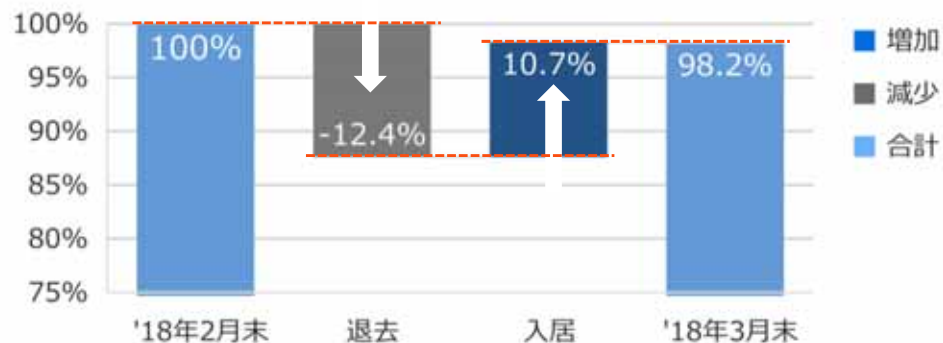 100%
95%
90%
85%
80%
75%
100%
-12.4%
10.7%
98.2%
'18年2月末
退去
入居
'18年3月末
増加
減少
合計